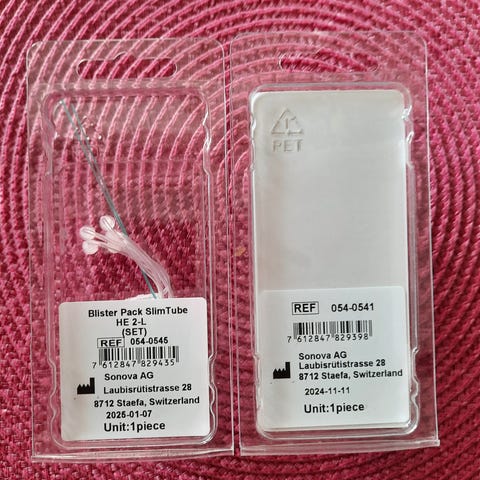 Blister Pack SlimTube
HE 2-L
(SET)
REF 054-0545
7 612847 829435
Sonova AG
Laubisrütistrasse 28
8712 Staefa, Switzerland
2025-01-07
Unit:1piece
1
PET
REF 054-0541
7 612847 829398
Sonova AG
Laubisrütistrasse 28
8712 Staefa, Switzerland
2024-11-11
Unit:1piece